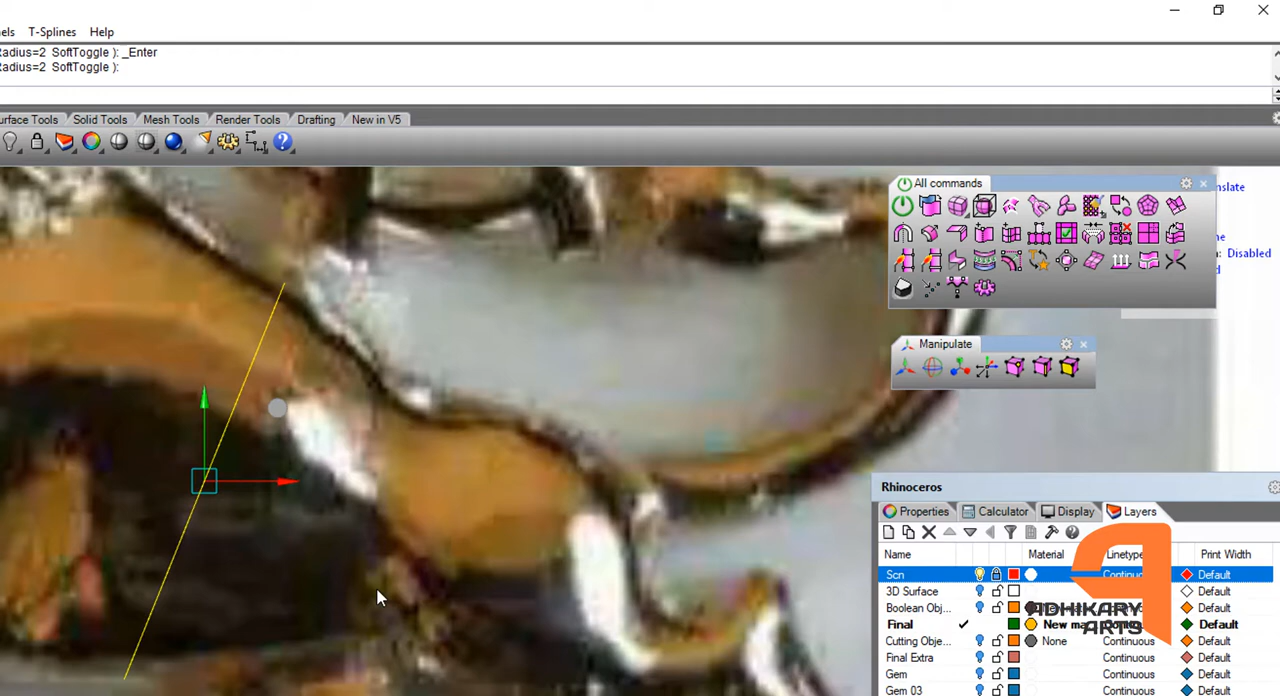 els T-Splines Help
Radius=2 SoftToggle ): _Enter
Radius=2 SoftToggle ):
urface Tools Solid Tools Mesh Tools Render Tools Drafting New in V5
All commands
nslate
ne
n: Disabled
d
Manipulate
Rhinoceros
Properties Calculator Display Layers
Name Material Linetype Print Width
Scn Continuous Default
3D Surface Default
Boolean Obj... Default
Final New ma Default
Cutting Obje... None Continuous Default
Final Extra Continuous Default
Gem Continuous Default
Gem 03 Continuous Default
ADHIKARY
ARTS